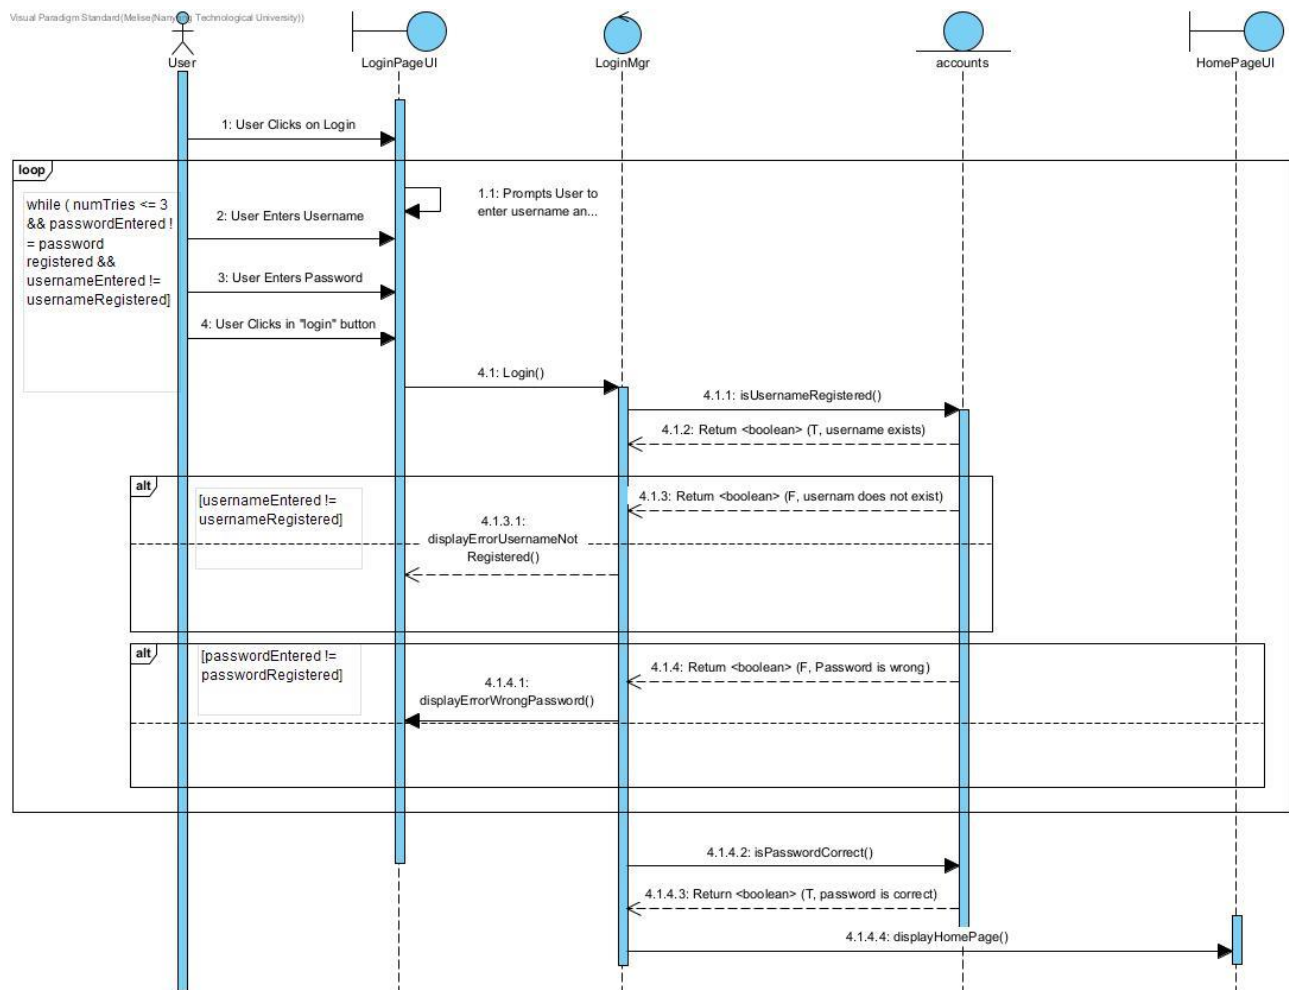 Visual Paradigm Standard(Melise(Nanyang Technological University))
User
LoginPageUI
LoginMgr
accounts
HomePageUI
1: User Clicks on Login
loop
while ( numTries <= 3
&& passwordEntered !
= password
registered &&
usernameEntered !=
usernameRegistered]
1.1: Prompts User to
enter username an...
2: User Enters Username
3: User Enters Password
4: User Clicks in "login" button
4.1: Login()
4.1.1: isUsernameRegistered()
4.1.2: Return <boolean> (T, username exists)
alt
[usernameEntered !=
usernameRegistered]
4.1.3: Return <boolean> (F, usernam does not exist)
4.1.3.1:
displayErrorUsernameNot
Registered()
alt
[passwordEntered !=
passwordRegistered]
4.1.4: Return <boolean> (F, Password is wrong)
4.1.4.1:
displayErrorWrongPassword()
4.1.4.2: isPasswordCorrect()
4.1.4.3: Return <boolean> (T, password is correct)
4.1.4.4: displayHomePage()